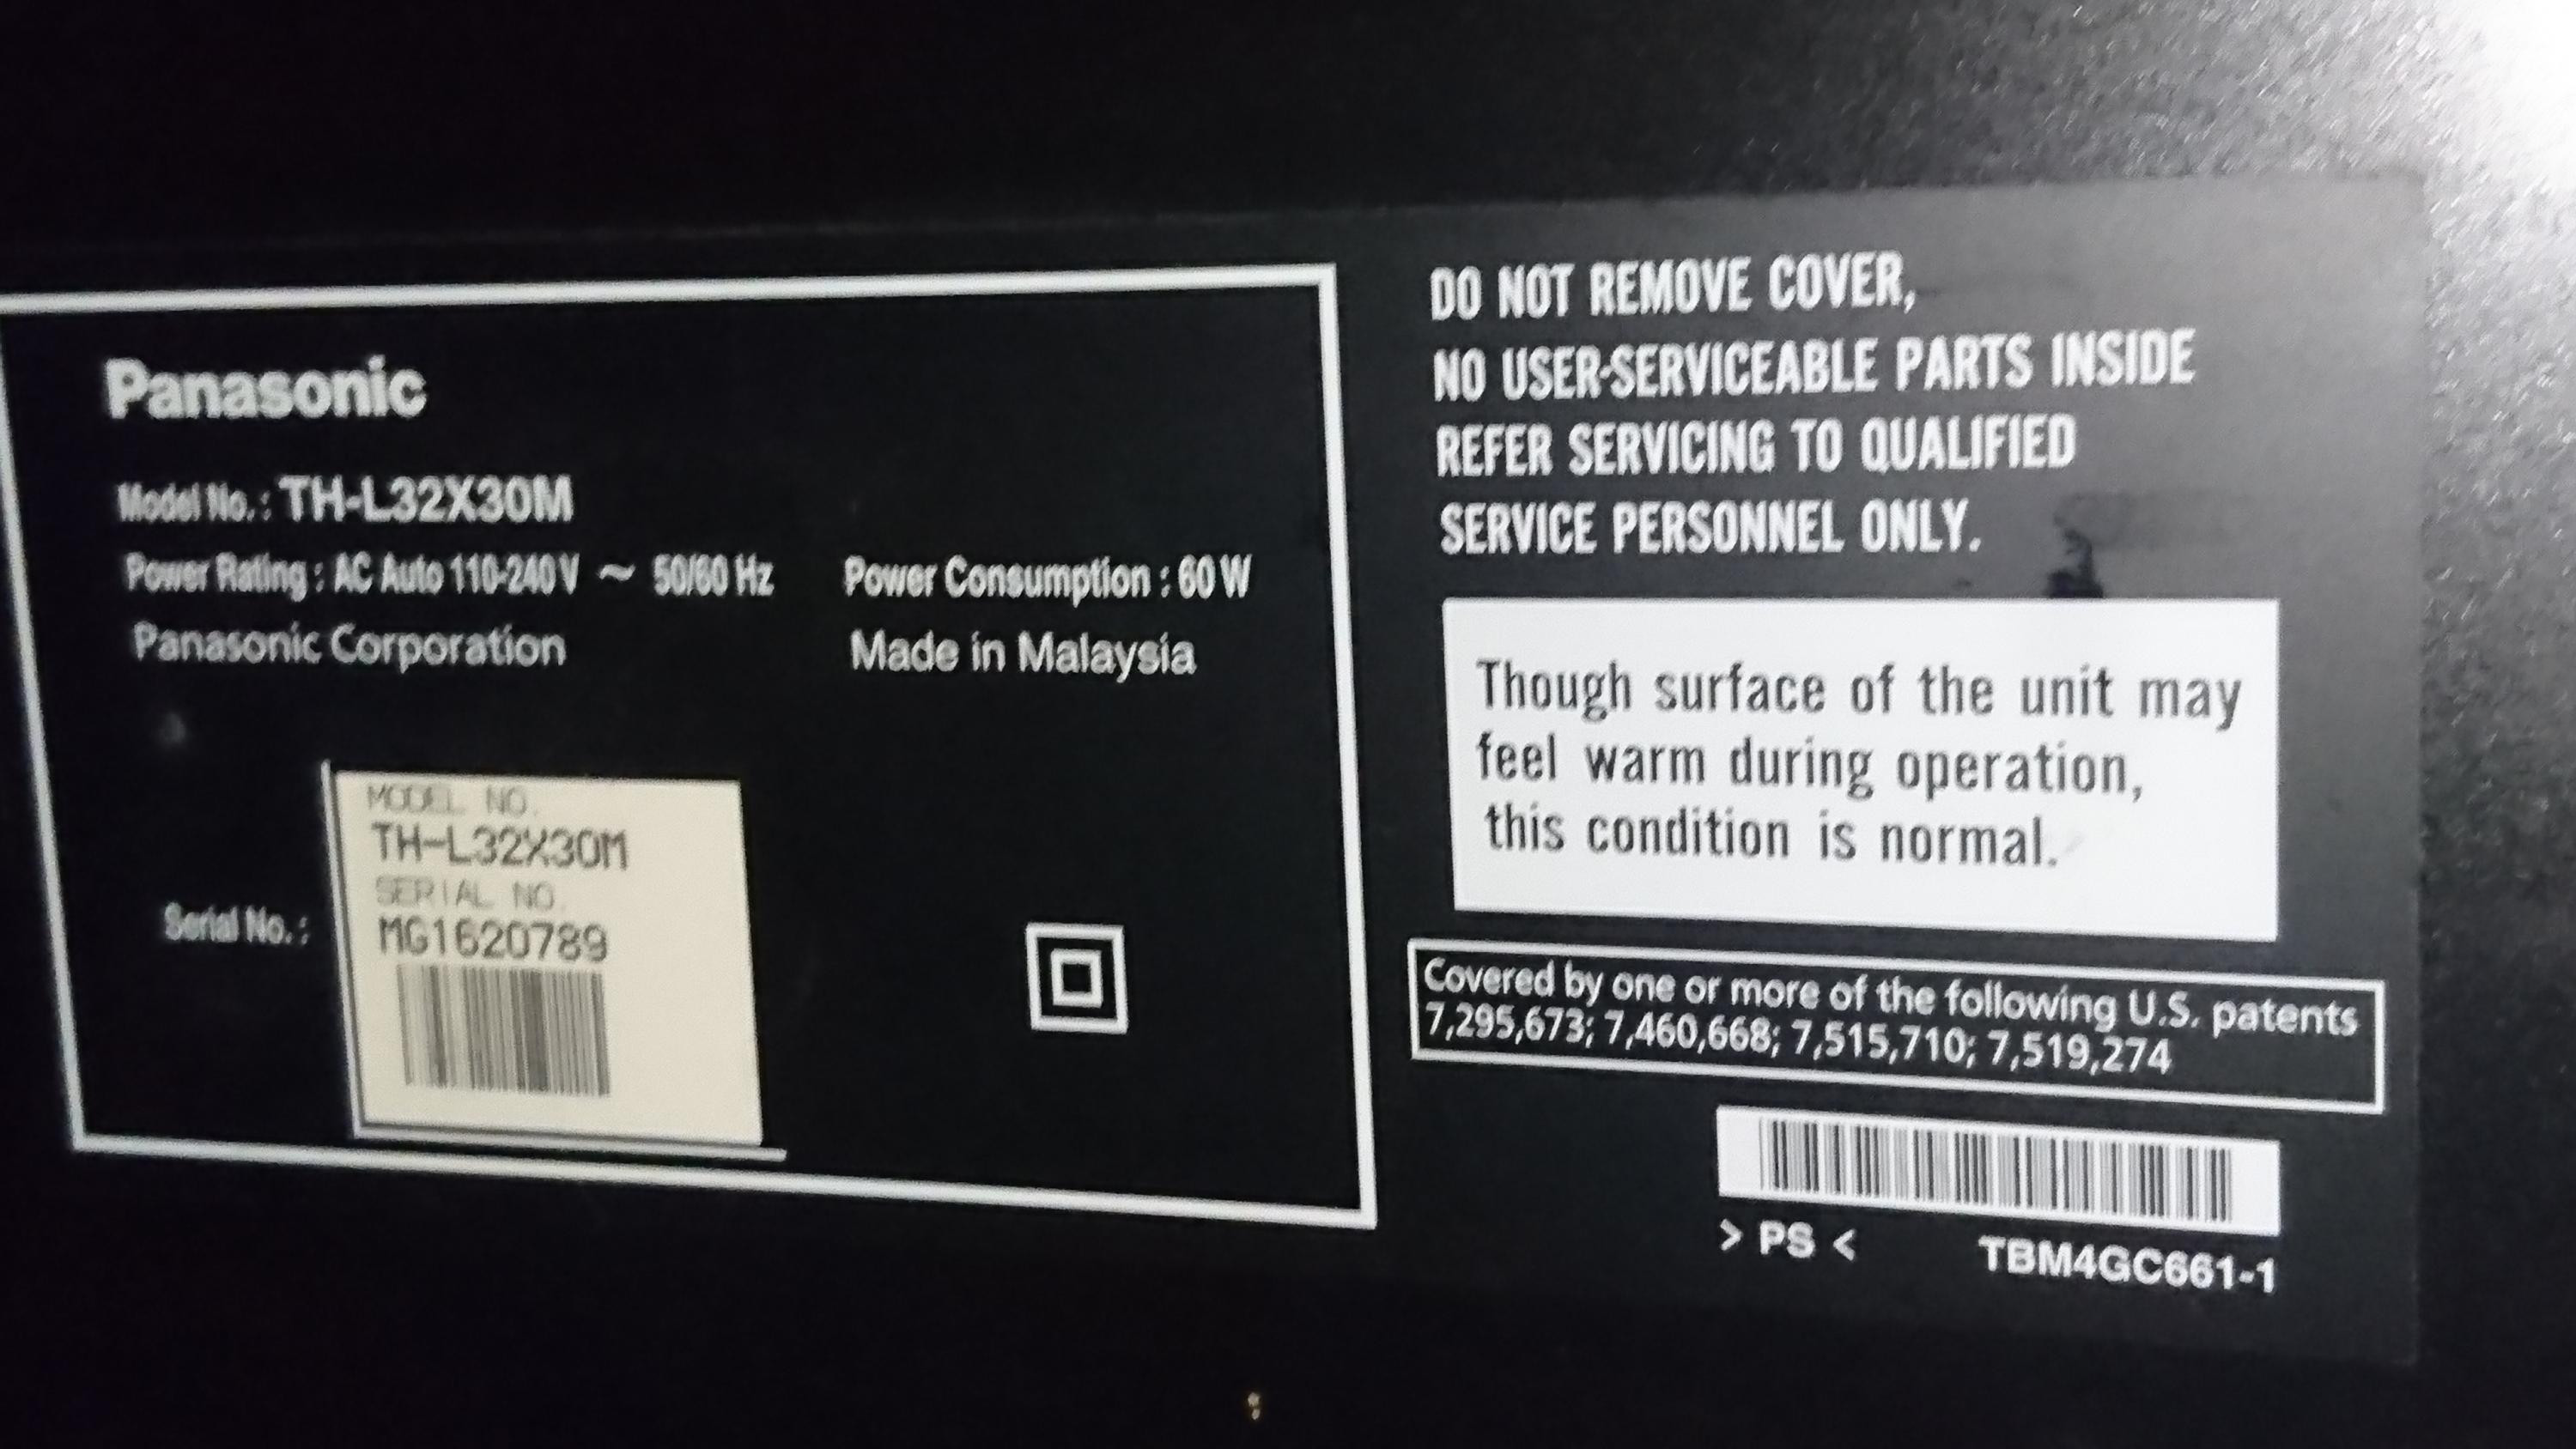 Panasonic
Model No. : TH-L32X30M
Power Rating : AC Auto 110-240 V ~ 50/60 Hz Power Consumption : 60 W
Panasonic Corporation Made in Malaysia
Serial No. :
MODEL NO.
TH-L32X30M
SERIAL NO.
MG1620789
DO NOT REMOVE COVER,
NO USER-SERVICEABLE PARTS INSIDE
REFER SERVICING TO QUALIFIED
SERVICE PERSONNEL ONLY.
Though surface of the unit may
feel warm during operation,
this condition is normal.
Covered by one or more of the following U.S. patents
7,295,673; 7,460,668; 7,515,710; 7,519,274
> PS < TBM4GC661-1